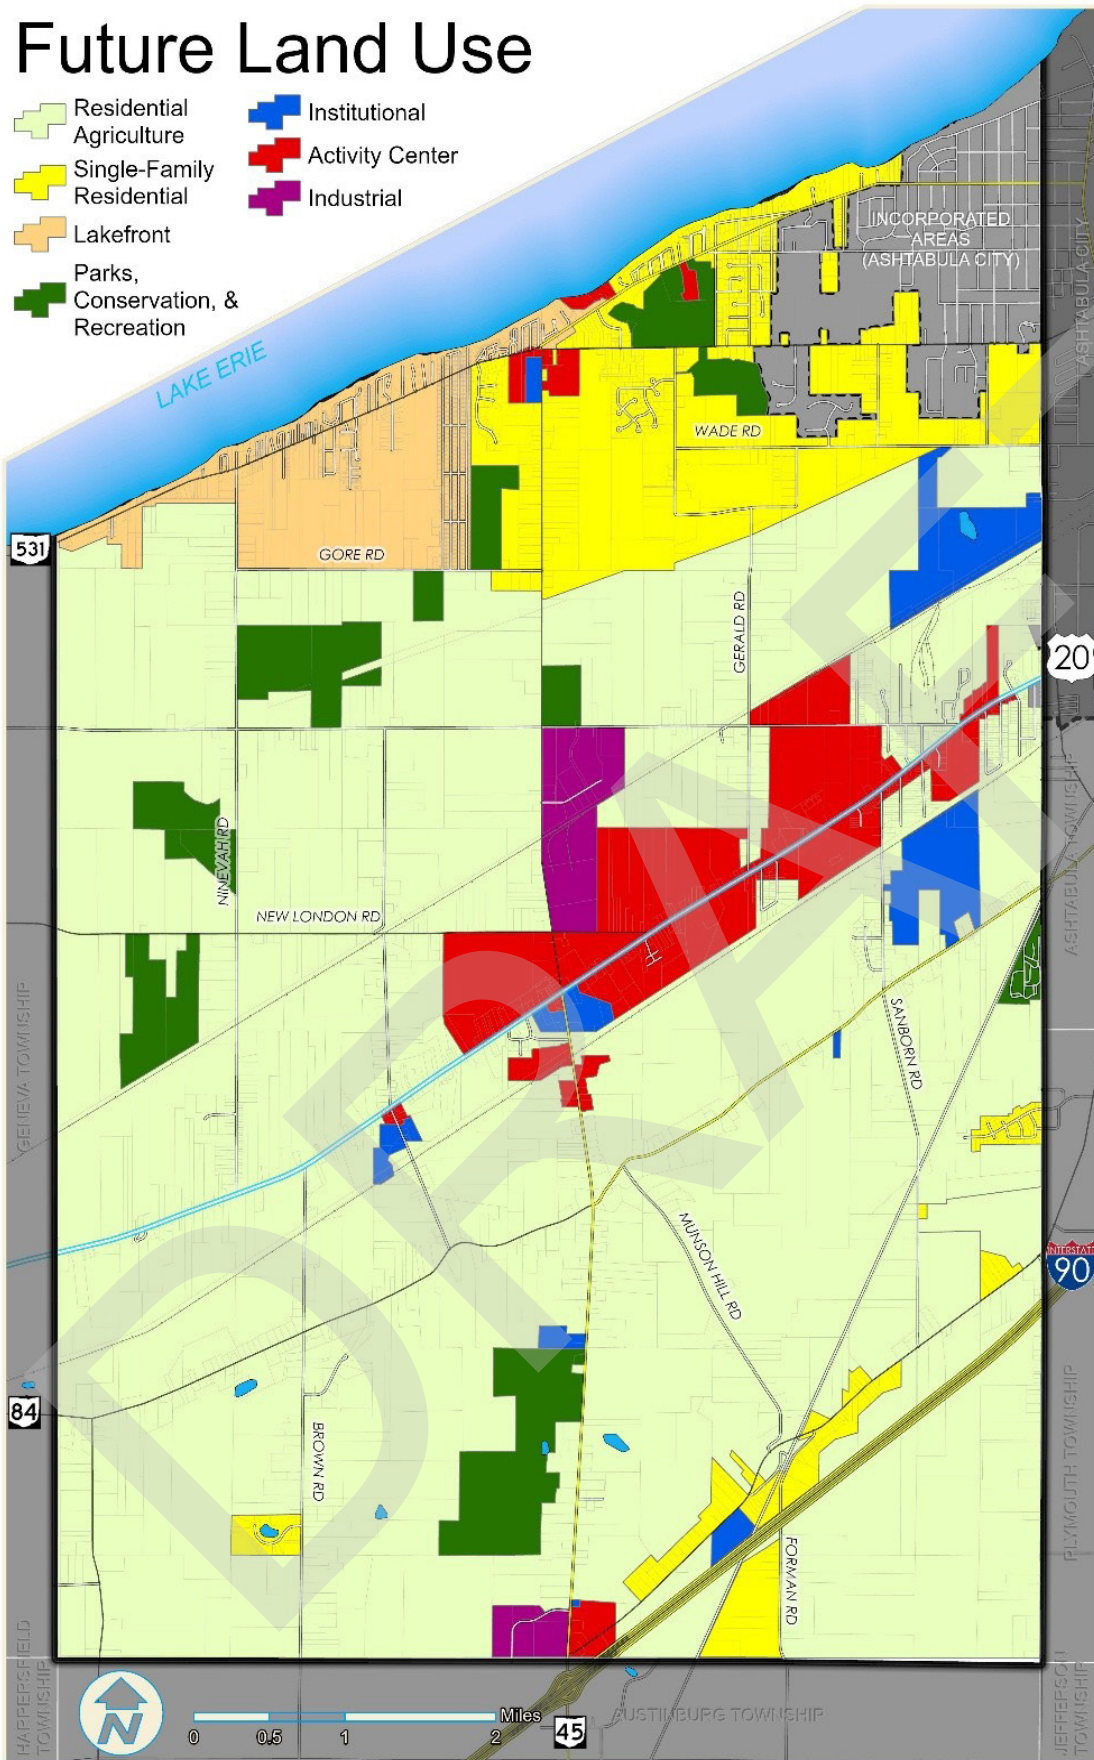 Future Land Use
Residential
Agriculture
Single-Family
Residential
Lakefront
Parks,
Conservation, &
Recreation
Institutional
Activity Center
Industrial
LAKE ERIE
INCORPORATED
AREAS
(ASHTABULA CITY)
ASHTABULA CITY
WADE RD
531
GORE RD
GERALD RD
20
NINEVAH RD
NEW LONDON RD
ASHTABULA TOWNSHIP
GENEVA TOWNSHIP
SANBORN RD
MUNSON HILL RD
INTERSTATE
90
84
BROWN RD
FORMAN RD
PLYMOUTH TOWNSHIP
HARPERSFIELD
TOWNSHIP
JEFFERSON
TOWNSHIP
AUSTINBURG TOWNSHIP
45
N
Miles
0 0.5 1 2
DRAFT